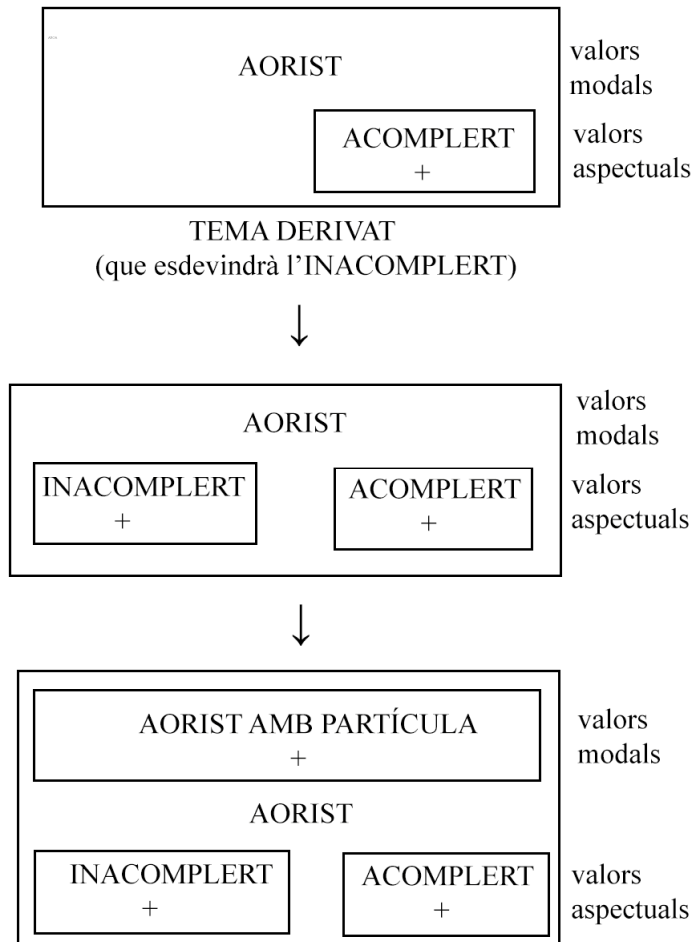 AORIST
valors
modals
ACOMPLERT
+
valors
aspectuals
TEMA DERIVAT
(que esdevindrà l’INACOMPLERT)
↓
AORIST
valors
modals
INACOMPLERT
+
ACOMPLERT
+
valors
aspectuals
↓
AORIST AMB PARTÍCULA
+
valors
modals
AORIST
INACOMPLERT
+
ACOMPLERT
+
valors
aspectuals